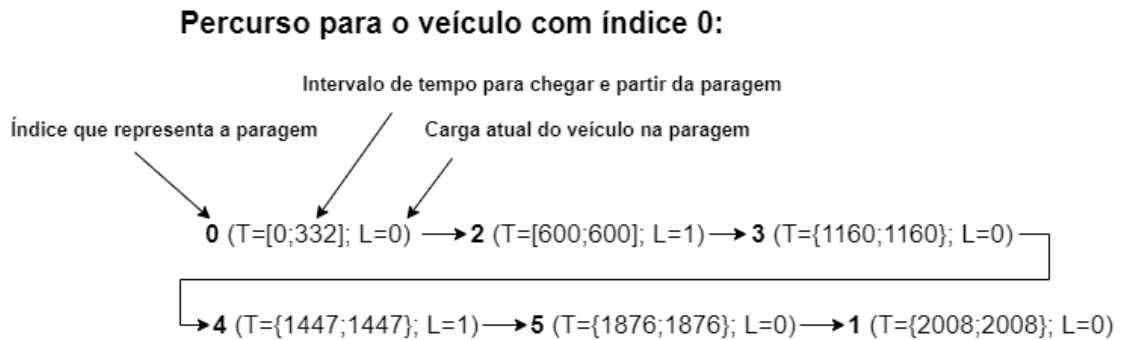 Percurso para o veículo com índice 0:
Intervalo de tempo para chegar e partir da paragem
Índice que representa a paragem
Carga atual do veículo na paragem
0 (T=[0;332]; L=0) 2 (T=[600;600]; L=1) 3 (T={1160;1160}; L=0)
4 (T={1447;1447}; L=1) 5 (T={1876;1876}; L=0) 1 (T={2008;2008}; L=0)